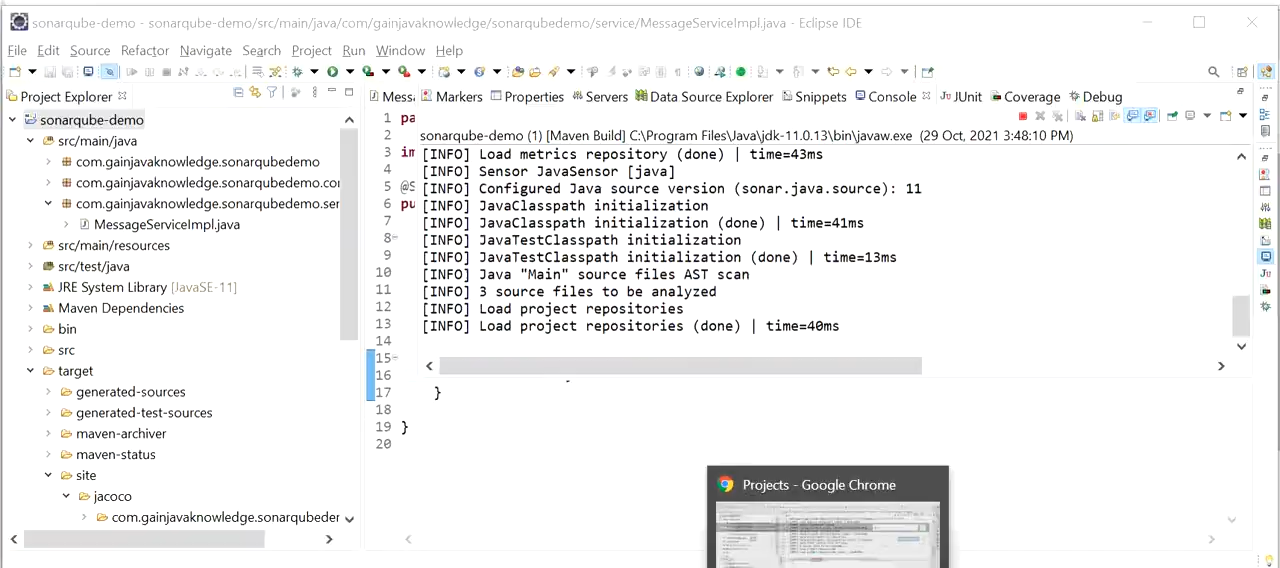 sonarqube-demo - sonarqube-demo/src/main/java/com/gainjavaknowledge/sonarqubedemo/service/MessageServiceImpl.java - Eclipse IDE
File Edit Source Refactor Navigate Search Project Run Window Help
Project Explorer
sonarqube-demo
src/main/java
com.gainjavaknowledge.sonarqubedemo
com.gainjavaknowledge.sonarqubedemo.cor
com.gainjavaknowledge.sonarqubedemo.ser
MessageServiceImpl.java
src/main/resources
src/test/java
JRE System Library [JavaSE-11]
Maven Dependencies
bin
src
target
generated-sources
generated-test-sources
maven-archiver
maven-status
site
jacoco
com.gainjavaknowledge.sonarqubeder
Messa Markers Properties Servers Data Source Explorer Snippets Console JUnit Coverage Debug
sonarqube-demo (1) [Maven Build] C:\Program Files\Java\jdk-11.0.13\bin\javaw.exe (29 Oct, 2021 3:48:10 PM)
[INFO] Load metrics repository (done) | time=43ms
[INFO] Sensor JavaSensor [java]
[INFO] Configured Java source version (sonar.java.source): 11
[INFO] JavaClasspath initialization
[INFO] JavaClasspath initialization (done) | time=41ms
[INFO] JavaTestClasspath initialization
[INFO] JavaTestClasspath initialization (done) | time=13ms
[INFO] Java "Main" source files AST scan
[INFO] 3 source files to be analyzed
[INFO] Load project repositories
[INFO] Load project repositories (done) | time=40ms
1 pa
2
3 im
4
5 @S
6 pu
7
8
9
10
11
12
13
14
15
16
17 }
18
19 }
20
Projects - Google Chrome